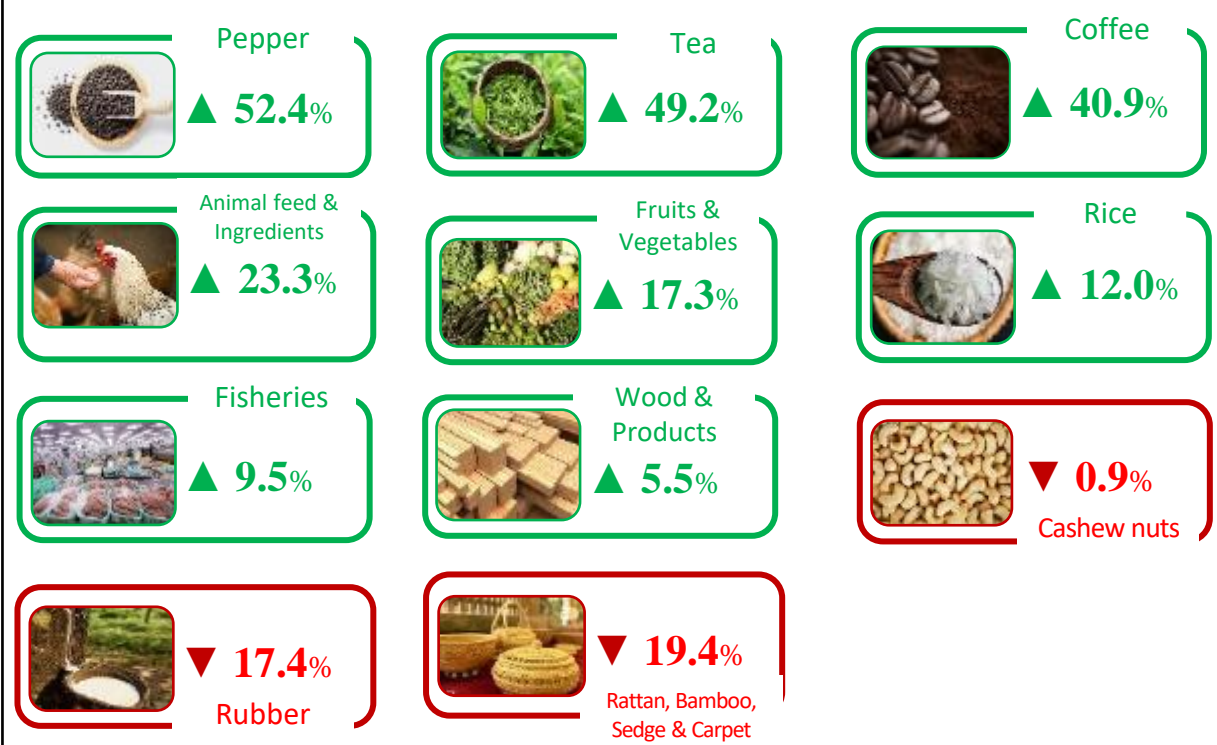 Pepper
▲ 52.4%
Tea
▲ 49.2%
Coffee
▲ 40.9%
Animal feed &
Ingredients
▲ 23.3%
Fruits &
Vegetables
▲ 17.3%
Rice
▲ 12.0%
Fisheries
▲ 9.5%
Wood &
Products
▲ 5.5%
▼ 0.9%
Cashew nuts
▼ 17.4%
Rubber
▼ 19.4%
Rattan, Bamboo,
Sedge & Carpet